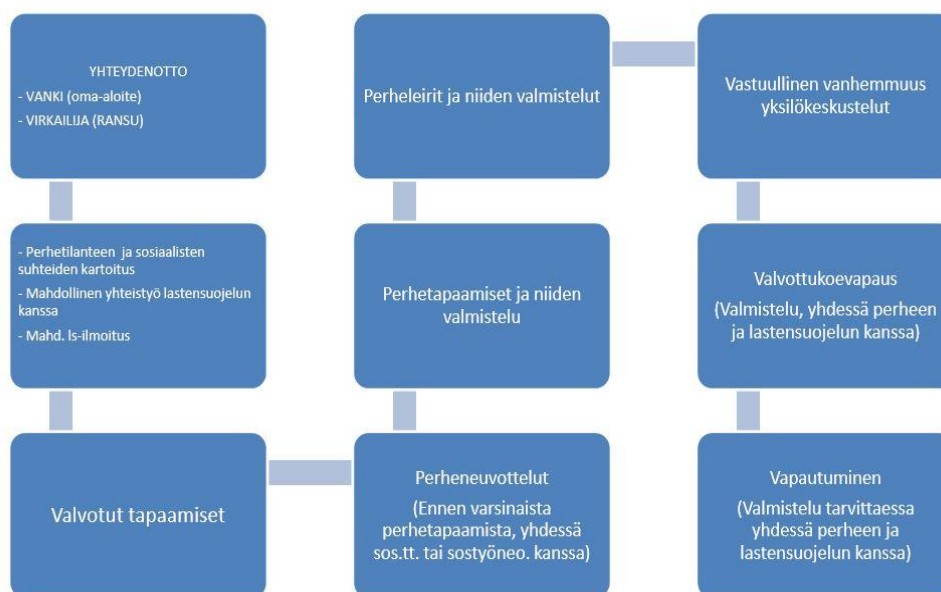 YHTEYDENOTTO
- VANKI (oma-aloite)
- VIRKAILIJA (RANSU)
- Perhetilanteen ja sosiaalisten
suhteiden kartoitus
- Mahdollinen yhteistyö lastensuojelun
kanssa
- Mahd. ls-ilmoitus
Valvotut tapaamiset
Perheneuvottelut
(Ennen varsinaista
perhetapaamista, yhdessä
sos.tt. tai sostyöneo. kanssa)
Perhetapaamiset ja niiden
valmistelu
Perheleirit ja niiden valmistelut
Vastuullinen vanhemmuus
yksilökeskustelut
Valvottukoevapaus
(Valmistelu, yhdessä perheen
ja lastensuojelun kanssa)
Vapautuminen
(Valmistelu tarvittaessa
yhdessä perheen ja
lastensuojelun kanssa)